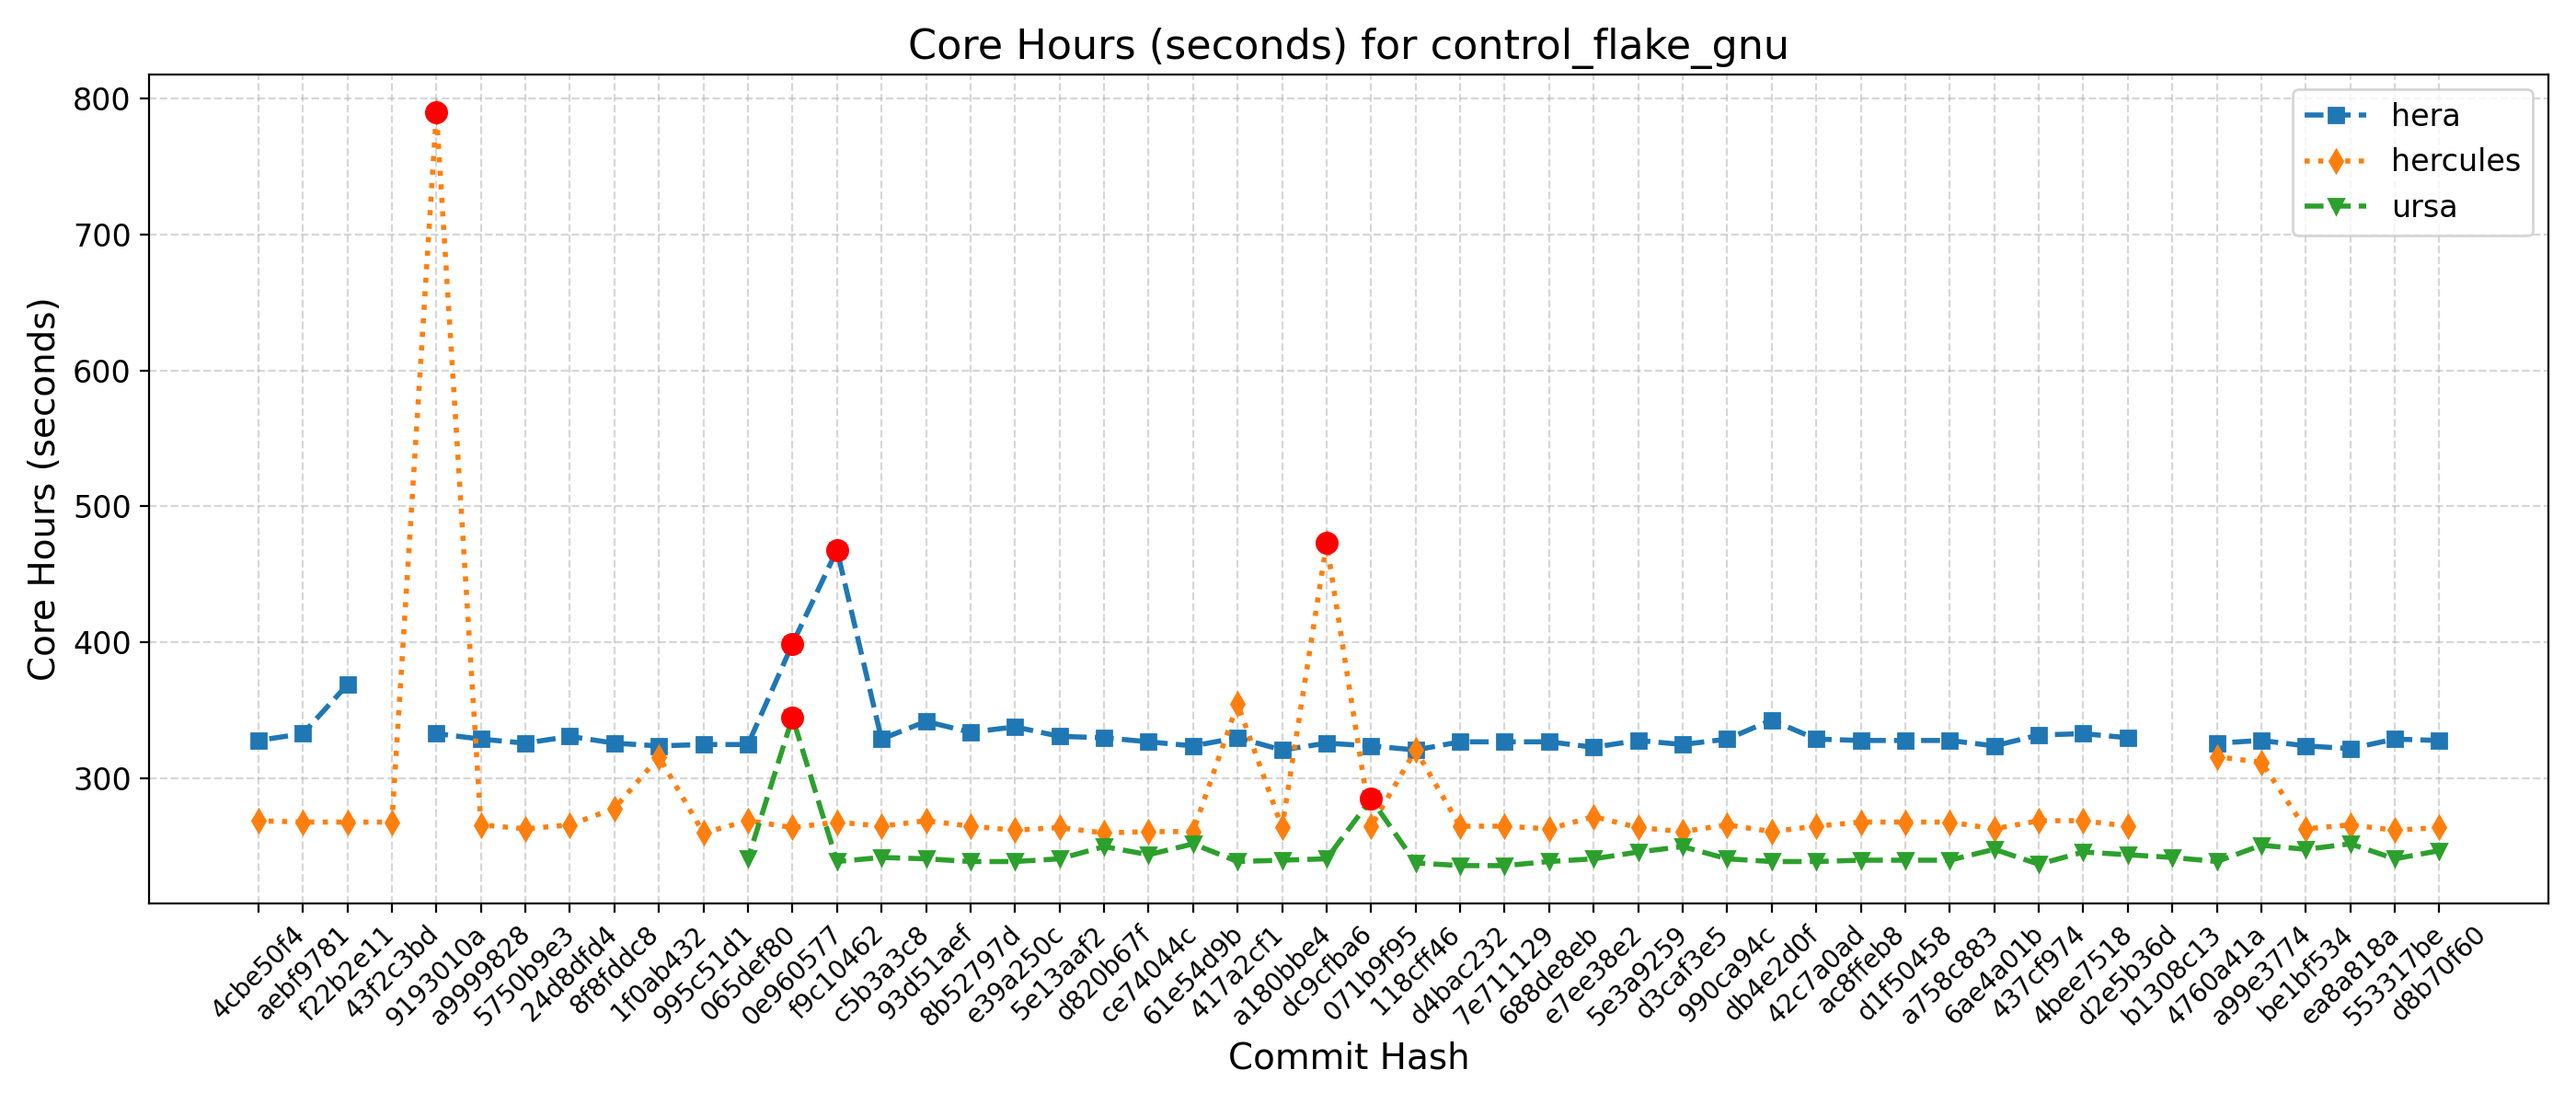 Core Hours (seconds) for control_flake_gnu
Core Hours (seconds)
800
700
600
500
400
300
hera
hercules
ursa
4cbe50f4
aebf9781
f22b2e11
43f2c3bd
9193010a
a9999828
5750b9e3
24d8dfd4
8f8fddc8
1f0ab432
995c51d1
065def80
0e960577
f9c10462
c5b3a3c8
93d51aef
8b52797d
e39a250c
5e13aaf2
d820b67f
ce74044c
61e54d9b
417a2cf1
a180bbe4
dc9cfba6
071b9f95
118cff46
d4bac232
7e711129
688de8eb
e7ee38e2
5e3a9259
d3caf3e5
990ca94c
db4e2d0f
42c7a0ad
ac8ffeb8
d1f50458
a758c883
6ae4a01b
437cf974
4bee7518
d2e5b36d
b1308c13
4760a41a
a99e3774
be1bf534
ea8a818a
553317be
d8b70f60
Commit Hash